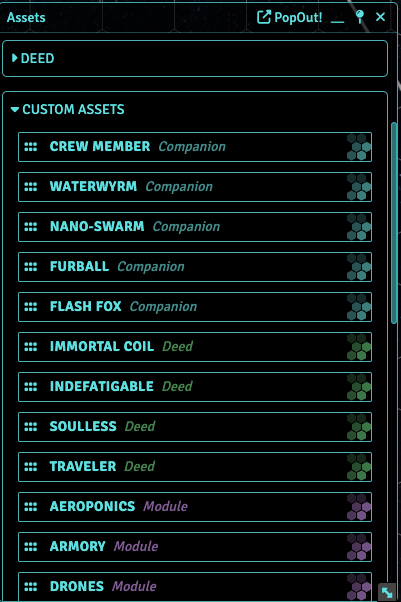 Assets PopOut!
DEED
CUSTOM ASSETS
CREW MEMBER Companion
WATERWYRM Companion
NANO-SWARM Companion
FURBALL Companion
FLASH FOX Companion
IMMORTAL COIL Deed
INDEFATIGABLE Deed
SOULLESS Deed
TRAVELER Deed
AEROPONICS Module
ARMORY Module
DRONES Module